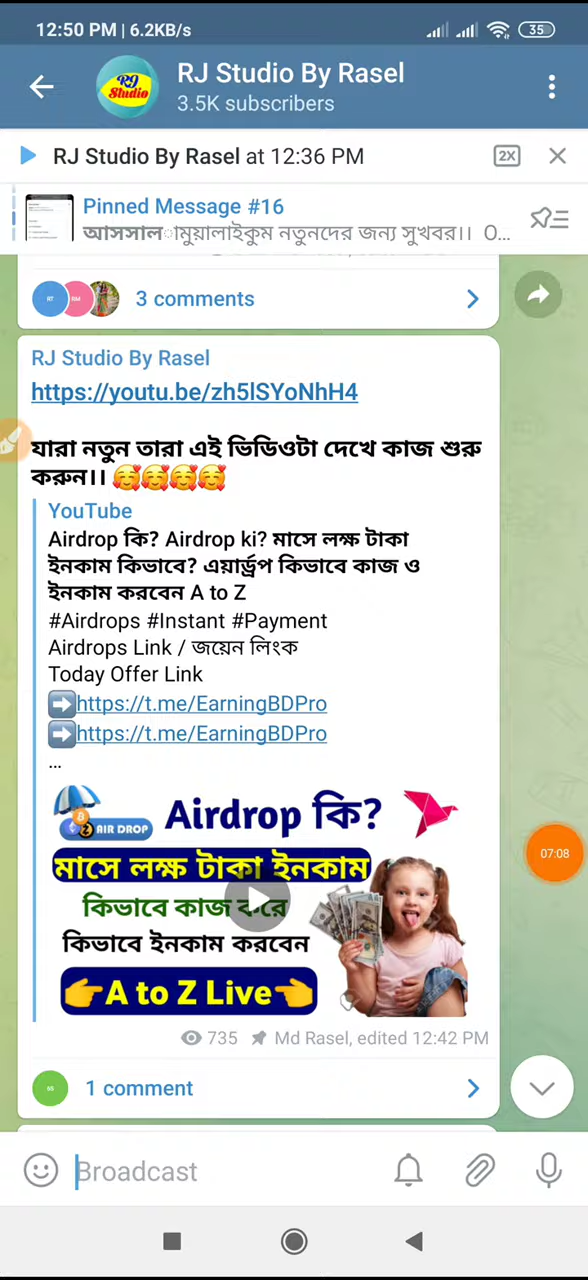 12:50 PM | 6.2KB/s
35
RJ Studio
RJ Studio By Rasel
3.5K subscribers
RJ Studio By Rasel at 12:36 PM
2X
Pinned Message #16
আসসালামুয়ালাইকুম নতুনদের জন্য সুখবর।। O...
RT
RM
3 comments
RJ Studio By Rasel
https://youtu.be/zh5lSYoNhH4
যারা নতুন তারা এই ভিডিওটা দেখে কাজ শুরু
করুন।। 🥰🥰🥰🥰
YouTube
Airdrop কি? Airdrop ki? মাসে লক্ষ টাকা
ইনকাম কিভাবে? এয়ার্ড্রপ কিভাবে কাজ ও
ইনকাম করবেন A to Z
#Airdrops #Instant #Payment
Airdrops Link / জয়েন লিংক
Today Offer Link
➡️https://t.me/EarningBDPro
➡️https://t.me/EarningBDPro
...
AIR DROP
Airdrop কি?
মাসে লক্ষ টাকা ইনকাম
কিভাবে কাজ করে
কিভাবে ইনকাম করবেন
👉A to Z Live👈
07:08
735 Md Rasel, edited 12:42 PM
1 comment
Broadcast